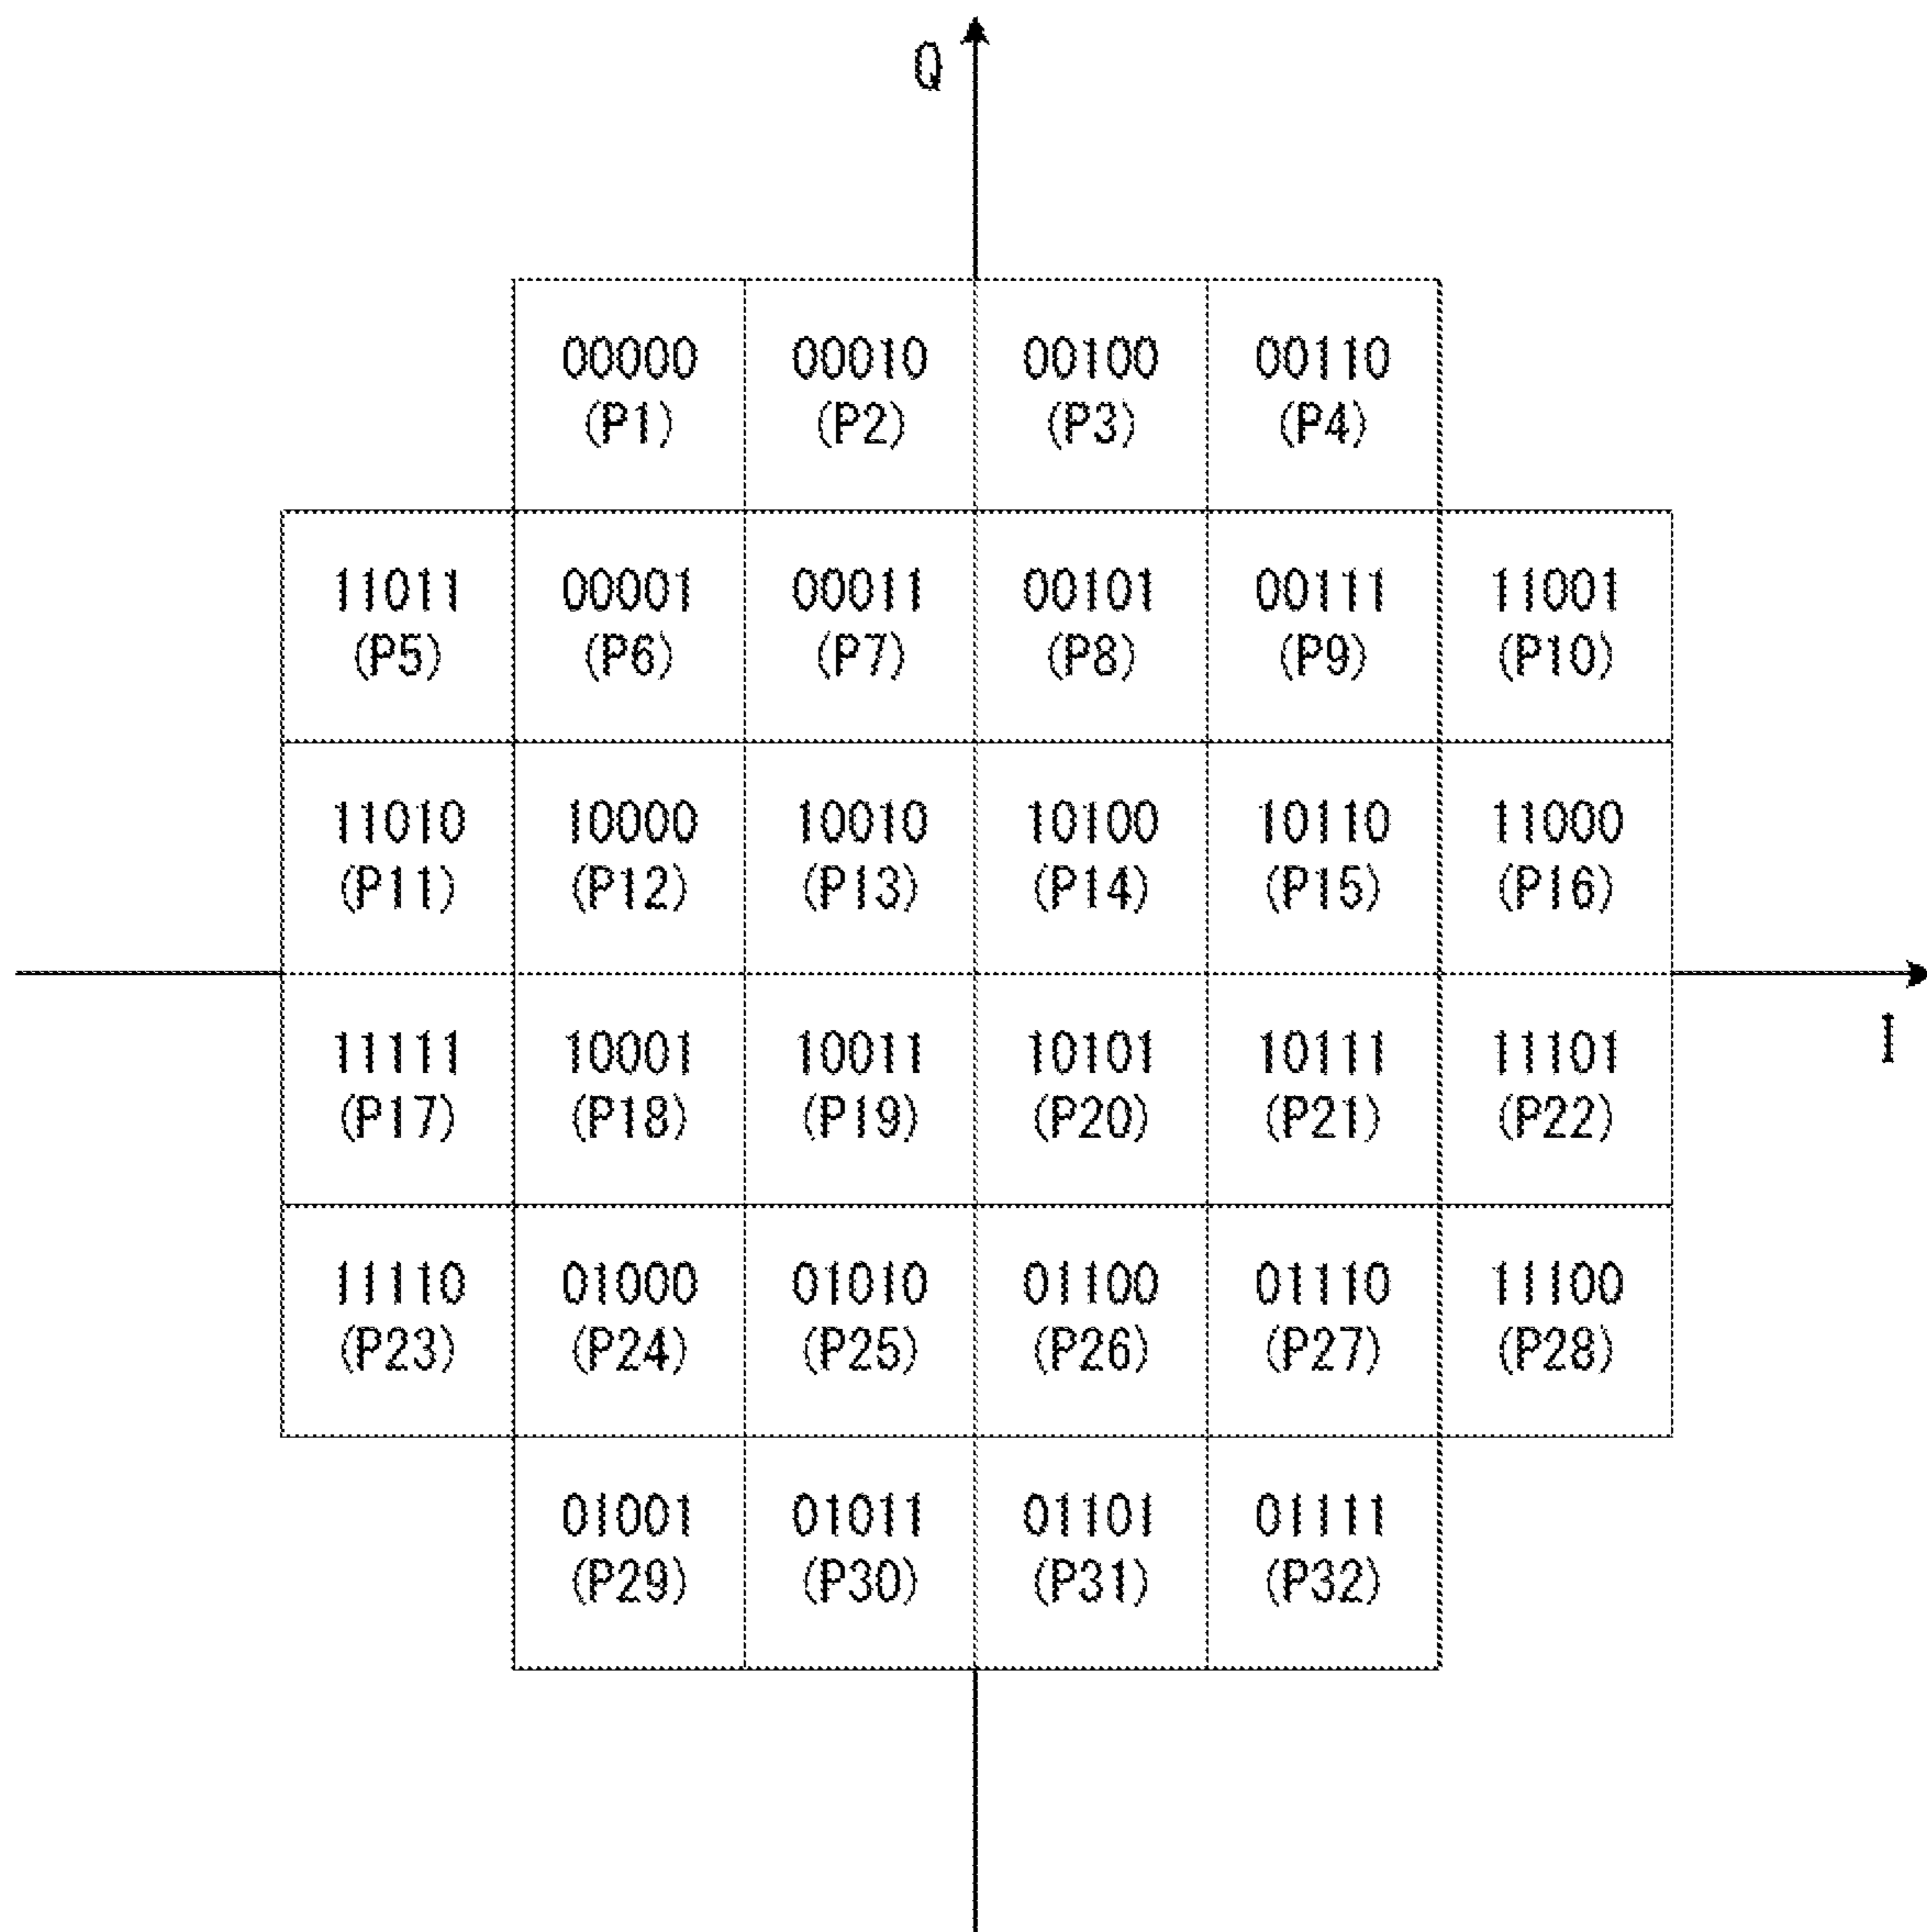 Q
00000 00010 00100 00110
(P1) (P2) (P3) (P4)
11011 00001 00011 00101 00111 11001
(P5) (P6) (P7) (P8) (P9) (P10)
11010 10000 10010 10100 10110 11000
(P11) (P12) (P13) (P14) (P15) (P16)
11111 10001 10011 10101 10111 11101
(P17) (P18) (P19) (P20) (P21) (P22)
I
11110 01000 01010 01100 01110 11100
(P23) (P24) (P25) (P26) (P27) (P28)
01001 01011 01101 01111
(P29) (P30) (P31) (P32)